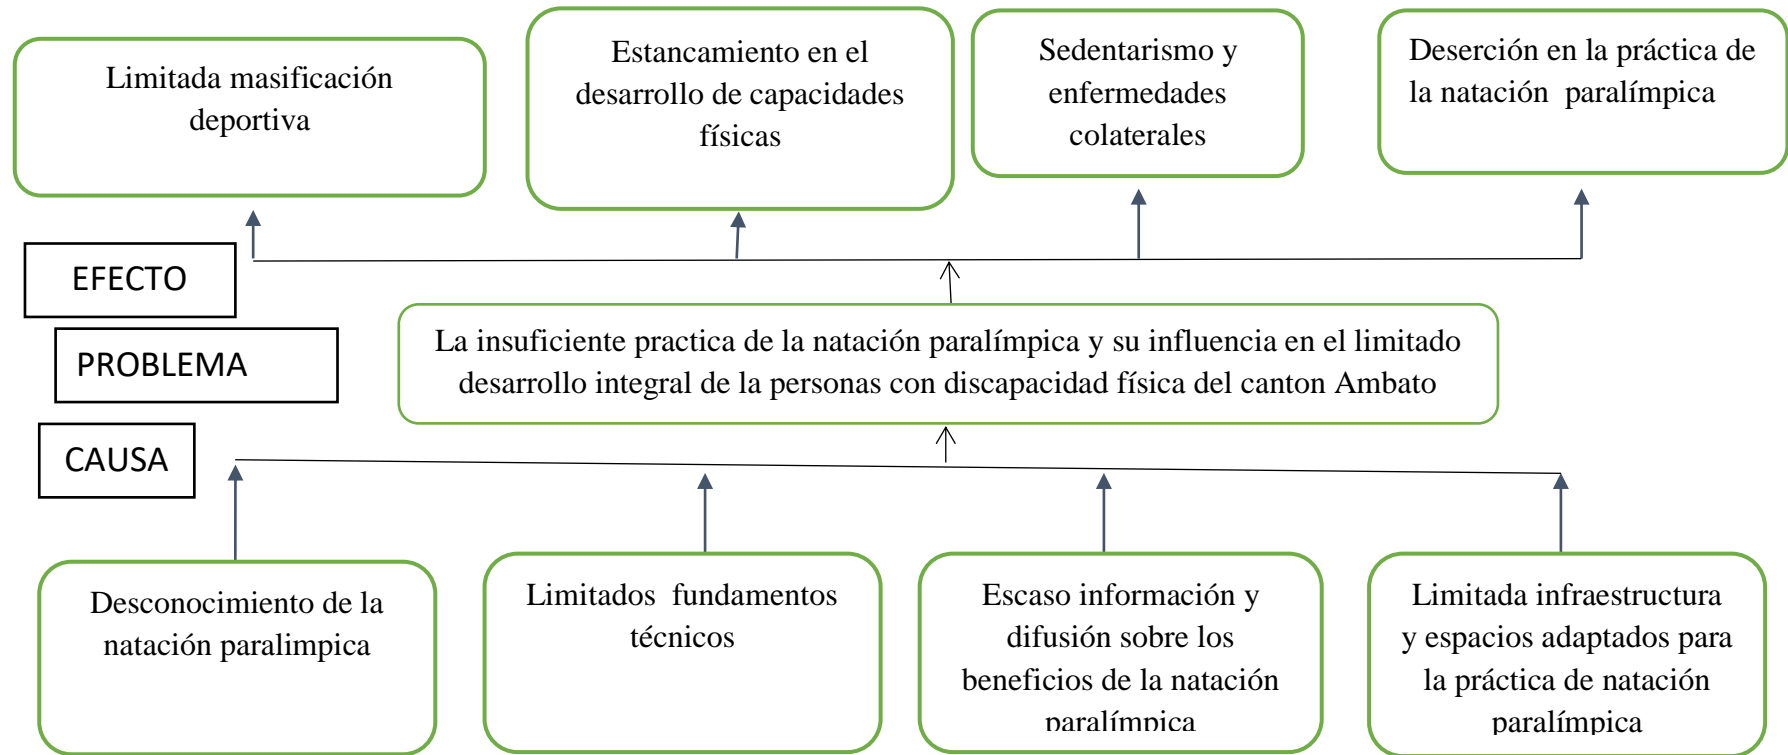 Limitada masificación
deportiva
Estancamiento en el
desarrollo de capacidades
físicas
Sedentarismo y
enfermedades
colaterales
Deserción en la práctica de
la natación  paralímpica
EFECTO
PROBLEMA
La insuficiente practica de la natación paralímpica y su influencia en el limitado
desarrollo integral de la personas con discapacidad física del canton Ambato
CAUSA
Desconocimiento de la
natación paralimpica
Limitados  fundamentos
técnicos
Escaso información y
difusión sobre los
beneficios de la natación
paralímpica
Limitada infraestructura
y espacios adaptados para
la práctica de natación
paralímpica